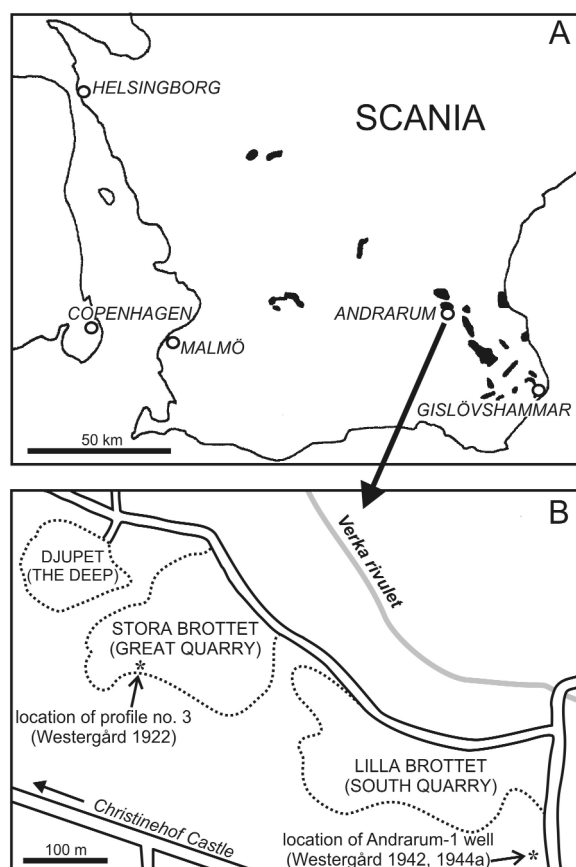 A
HELSINGBORG
SCANIA
COPENHAGEN
MALMÖ
ANDRARUM
GISLÖVSHAMMAR
50 km
B
DJUPET
(THE DEEP)
Verka rivulet
STORA BROTTET
(GREAT QUARRY)
*
location of profile no. 3
(Westergård 1922)
LILLA BROTTET
(SOUTH QUARRY)
Christinehof Castle
100 m
location of Andrarum-1 well
(Westergård 1942, 1944a)
*